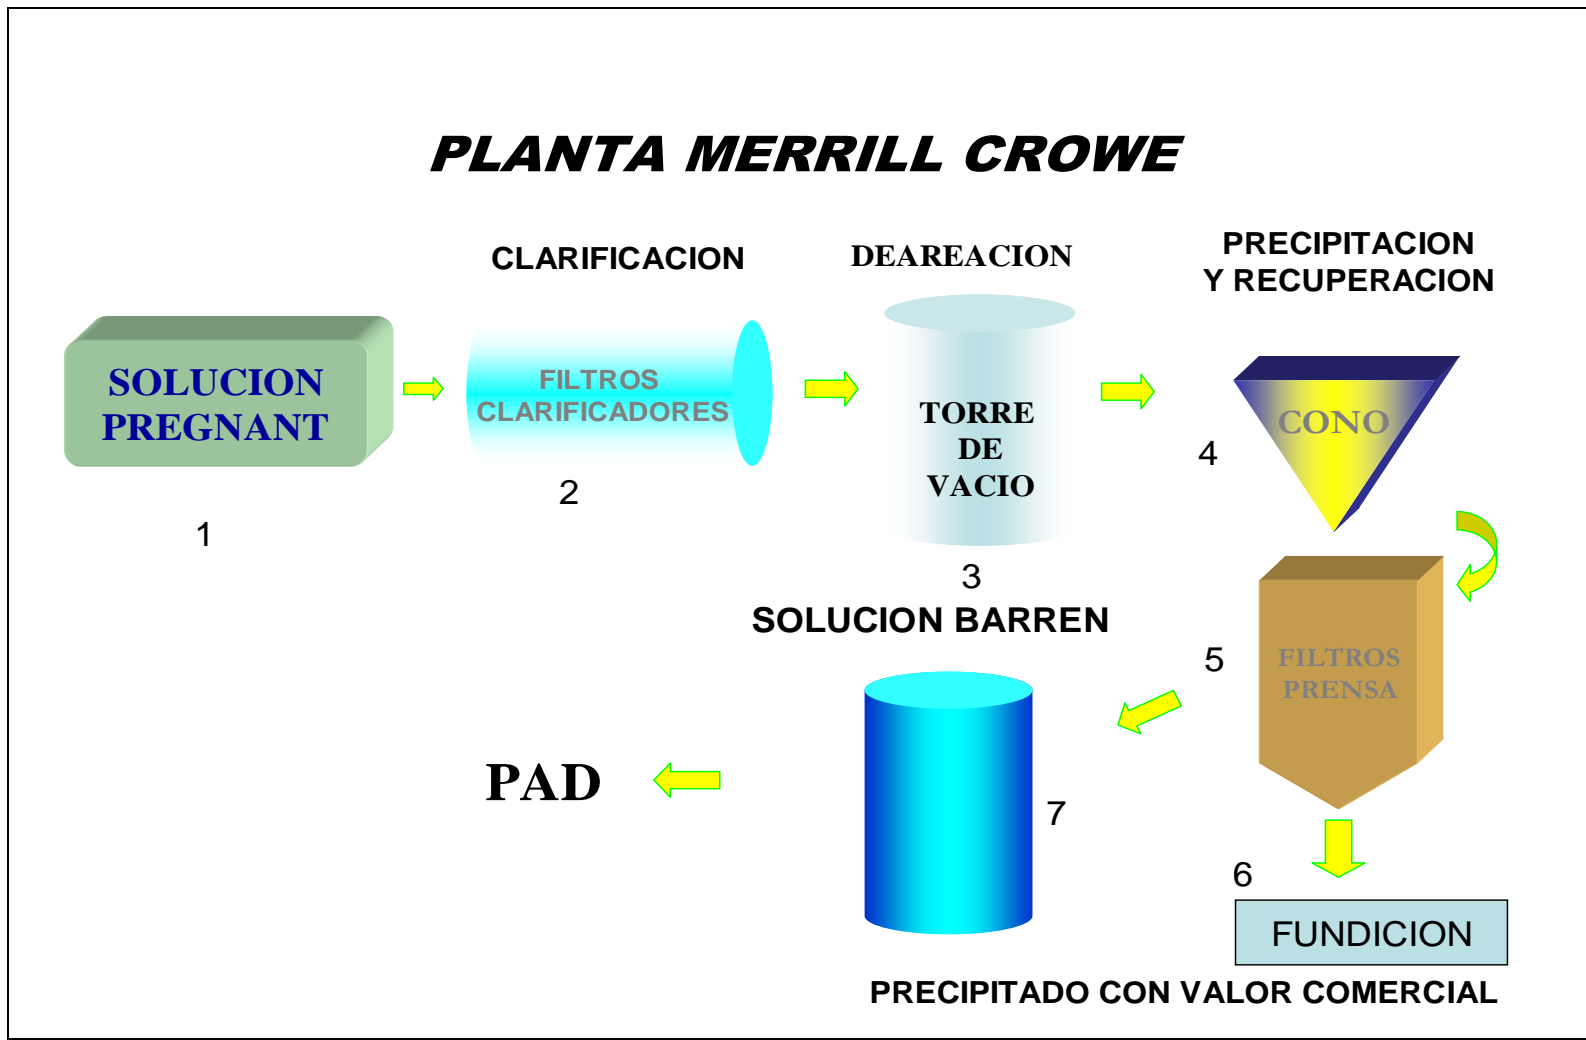 PLANTA MERRILL CROWE
CLARIFICACION
DEAREACION
PRECIPITACION
Y RECUPERACION
SOLUCION
PREGNANT
1
FILTROS
CLARIFICADORES
2
TORRE
DE
VACIO
3
CONO
4
SOLUCION BARREN
5
FILTROS
PRENSA
PAD
7
6
FUNDICION
PRECIPITADO CON VALOR COMERCIAL